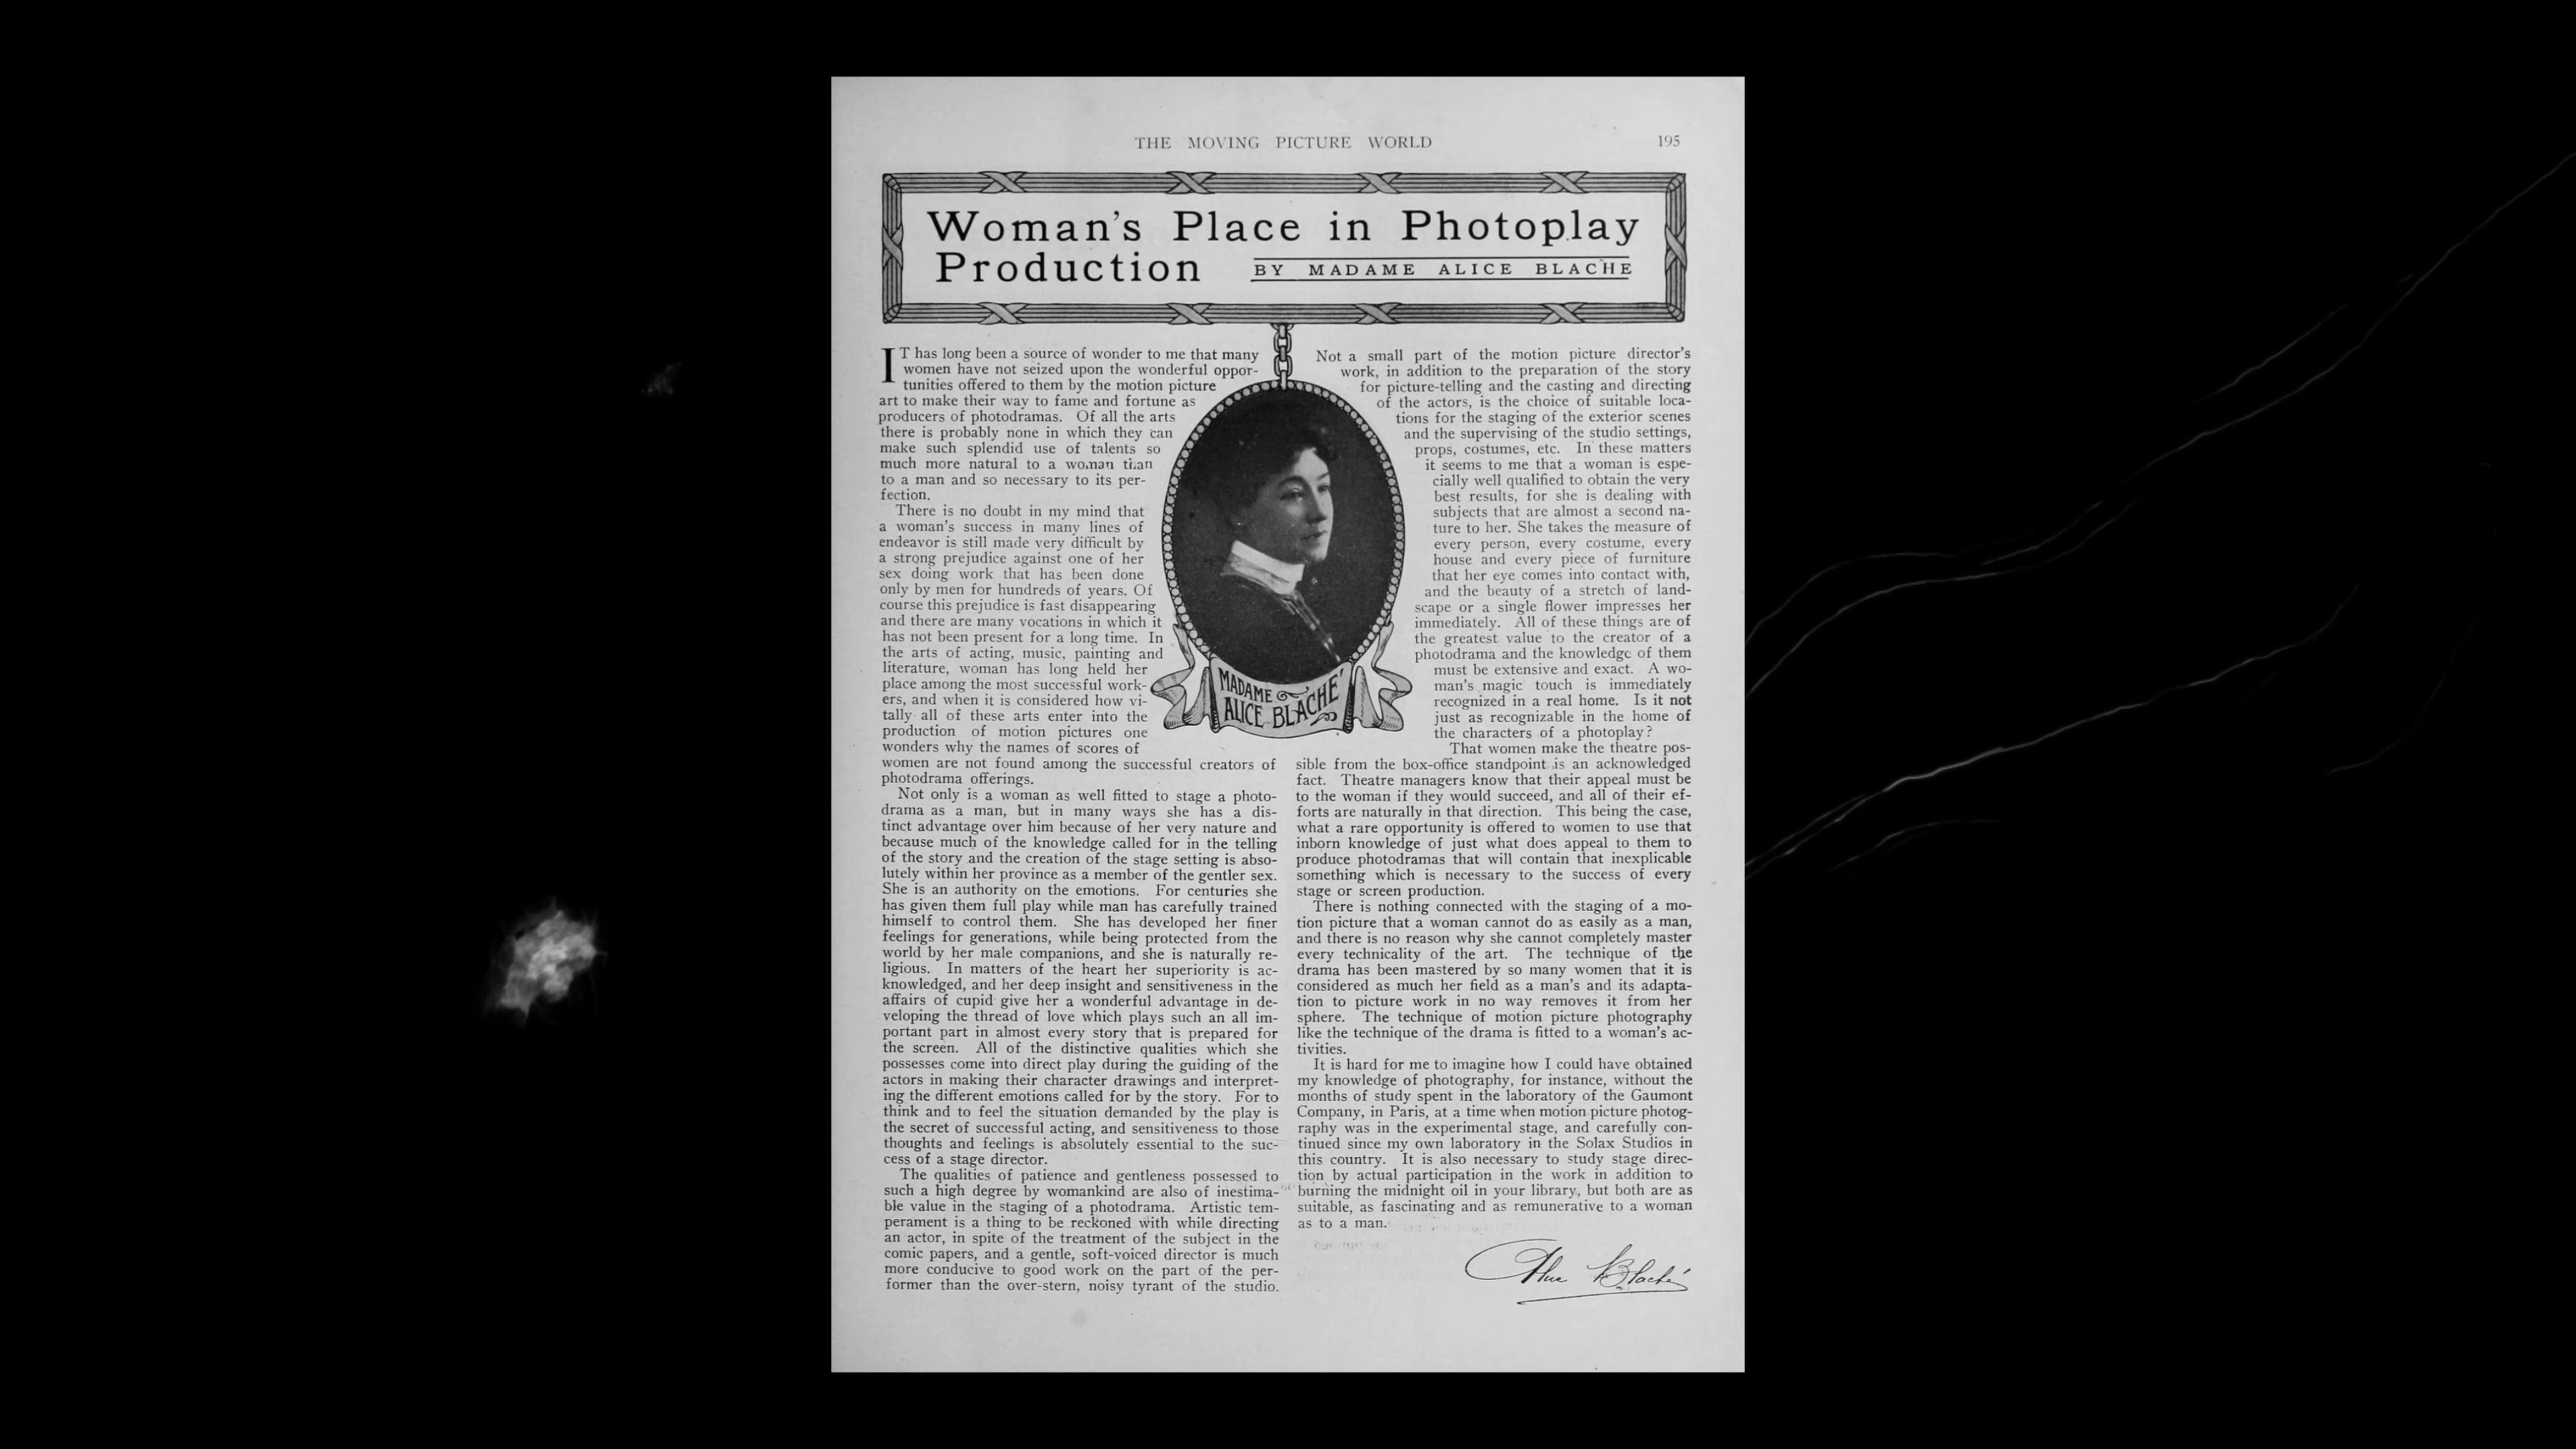 THE MOVING PICTURE WORLD
195
Woman's Place in Photoplay
Production BY MADAME ALICE BLACHE
IT has long been a source of wonder to me that many
women have not seized upon the wonderful oppor-
tunities offered to them by the motion picture
art to make their way to fame and fortune as
producers of photodramas. Of all the arts
there is probably none in which they can
make such splendid use of talents so
much more natural to a woman than
to a man and so necessary to its per-
fection.
There is no doubt in my mind that
a woman's success in many lines of
endeavor is still made very difficult by
a strong prejudice against one of her
sex doing work that has been done
only by men for hundreds of years. Of
course this prejudice is fast disappearing
and there are many vocations in which it
has not been present for a long time. In
the arts of acting, music, painting and
literature, woman has long held her
place among the most successful work-
ers, and when it is considered how vi-
tally all of these arts enter into the
production of motion pictures one
wonders why the names of scores of
women are not found among the successful creators of
photodrama offerings.
Not only is a woman as well fitted to stage a photo-
drama as a man, but in many ways she has a dis-
tinct advantage over him because of her very nature and
because much of the knowledge called for in the telling
of the story and the creation of the stage setting is abso-
lutely within her province as a member of the gentler sex.
She is an authority on the emotions. For centuries she
has given them full play while man has carefully trained
himself to control them. She has developed her finer
feelings for generations, while being protected from the
world by her male companions, and she is naturally re-
ligious. In matters of the heart her superiority is ac-
knowledged, and her deep insight and sensitiveness in the
affairs of cupid give her a wonderful advantage in de-
veloping the thread of love which plays such an all im-
portant part in almost every story that is prepared for
the screen. All of the distinctive qualities which she
possesses come into direct play during the guiding of the
actors in making their character drawings and interpret-
ing the different emotions called for by the story. For to
think and to feel the situation demanded by the play is
the secret of successful acting, and sensitiveness to those
thoughts and feelings is absolutely essential to the suc-
cess of a stage director.
The qualities of patience and gentleness possessed to
such a high degree by womankind are also of inestima-
ble value in the staging of a photodrama. Artistic tem-
perament is a thing to be reckoned with while directing
an actor, in spite of the treatment of the subject in the
comic papers, and a gentle, soft-voiced director is much
more conducive to good work on the part of the per-
former than the over-stern, noisy tyrant of the studio.
MADAME
ALICE BLACHÉ
Not a small part of the motion picture director's
work, in addition to the preparation of the story
for picture-telling and the casting and directing
of the actors, is the choice of suitable loca-
tions for the staging of the exterior scenes
and the supervising of the studio settings,
props, costumes, etc. In these matters
it seems to me that a woman is espe-
cially well qualified to obtain the very
best results, for she is dealing with
subjects that are almost a second na-
ture to her. She takes the measure of
every person, every costume, every
house and every piece of furniture
that her eye comes into contact with,
and the beauty of a stretch of land-
scape or a single flower impresses her
immediately. All of these things are of
the greatest value to the creator of a
photodrama and the knowledge of them
must be extensive and exact. A wo-
man's magic touch is immediately
recognized in a real home. Is it not
just as recognizable in the home of
the characters of a photoplay?
That women make the theatre pos-
sible from the box-office standpoint is an acknowledged
fact. Theatre managers know that their appeal must be
to the woman if they would succeed, and all of their ef-
forts are naturally in that direction. This being the case,
what a rare opportunity is offered to women to use that
inborn knowledge of just what does appeal to them to
produce photodramas that will contain that inexplicable
something which is necessary to the success of every
stage or screen production.
There is nothing connected with the staging of a mo-
tion picture that a woman cannot do as easily as a man,
and there is no reason why she cannot completely master
every technicality of the art. The technique of the
drama has been mastered by so many women that it is
considered as much her field as a man's and its adapta-
tion to picture work in no way removes it from her
sphere. The technique of motion picture photography
like the technique of the drama is fitted to a woman's ac-
tivities.
It is hard for me to imagine how I could have obtained
my knowledge of photography, for instance, without the
months of study spent in the laboratory of the Gaumont
Company, in Paris, at a time when motion picture photog-
raphy was in the experimental stage, and carefully con-
tinued since my own laboratory in the Solax Studios in
this country. It is also necessary to study stage direc-
tion by actual participation in the work in addition to
burning the midnight oil in your library, but both are as
suitable, as fascinating and as remunerative to a woman
as to a man.
Alice Blaché